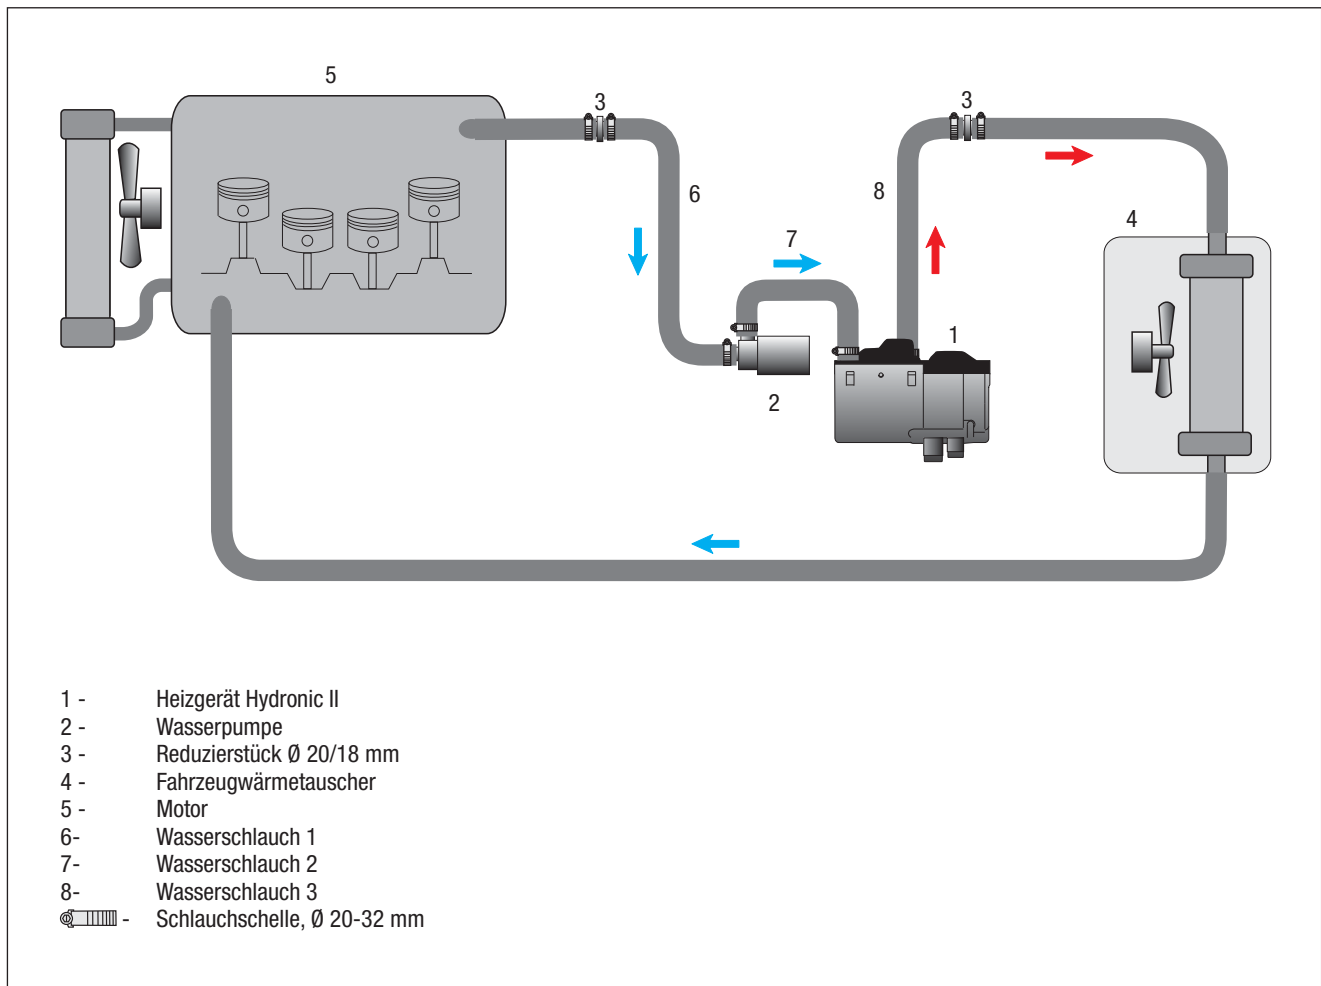 5
3
3
6
8
7
4
1
2
1 - Heizgerät Hydronic II
2 - Wasserpumpe
3 - Reduzierstück Ø 20/18 mm
4 - Fahrzeugwärmetauscher
5 - Motor
6- Wasserschlauch 1
7- Wasserschlauch 2
8- Wasserschlauch 3
- Schlauchschelle, Ø 20-32 mm